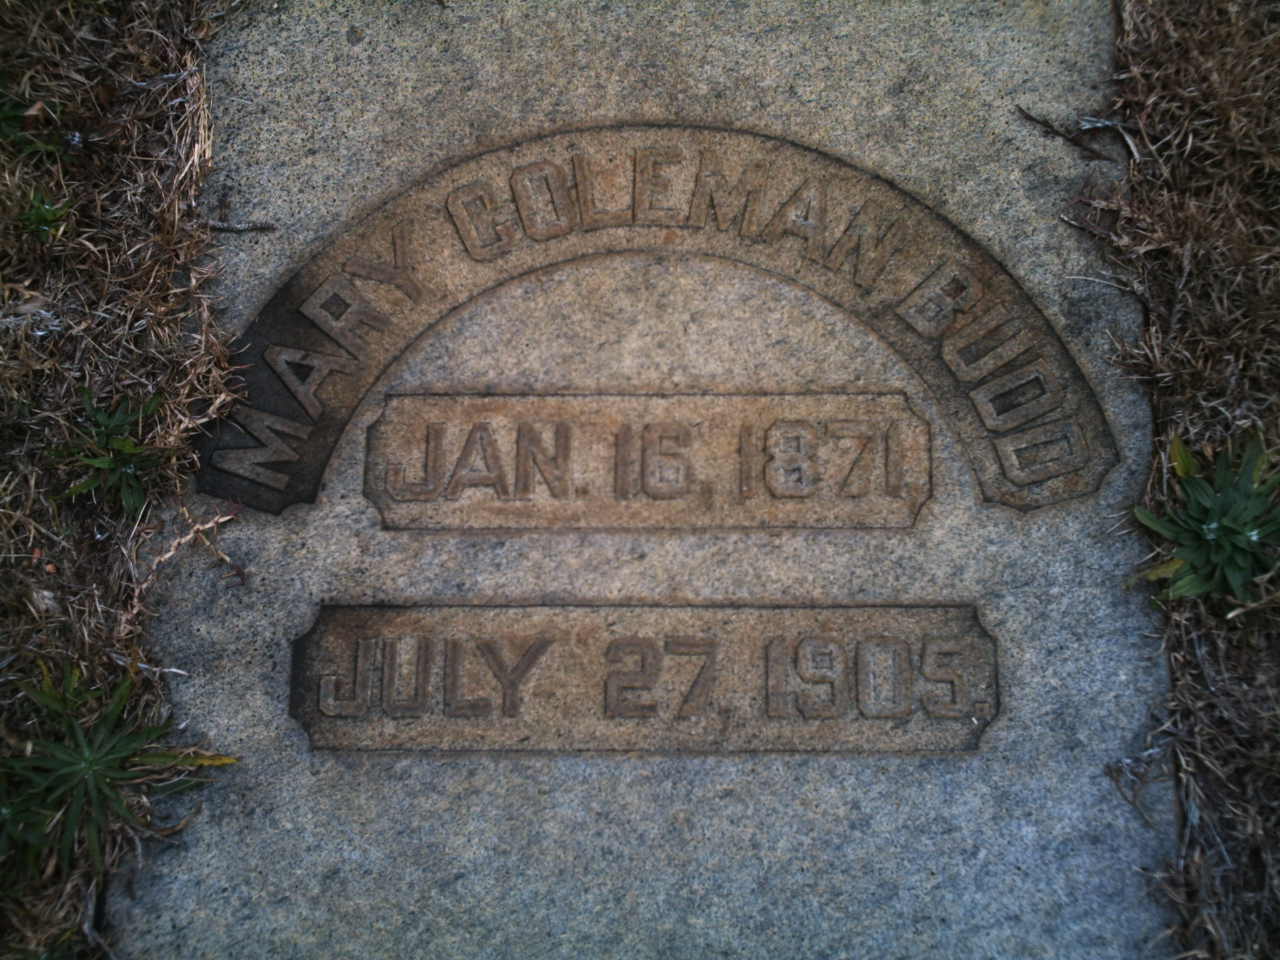 MARY COLEMAN BUDD
JAN. 16, 1871.
JULY 27, 1905.